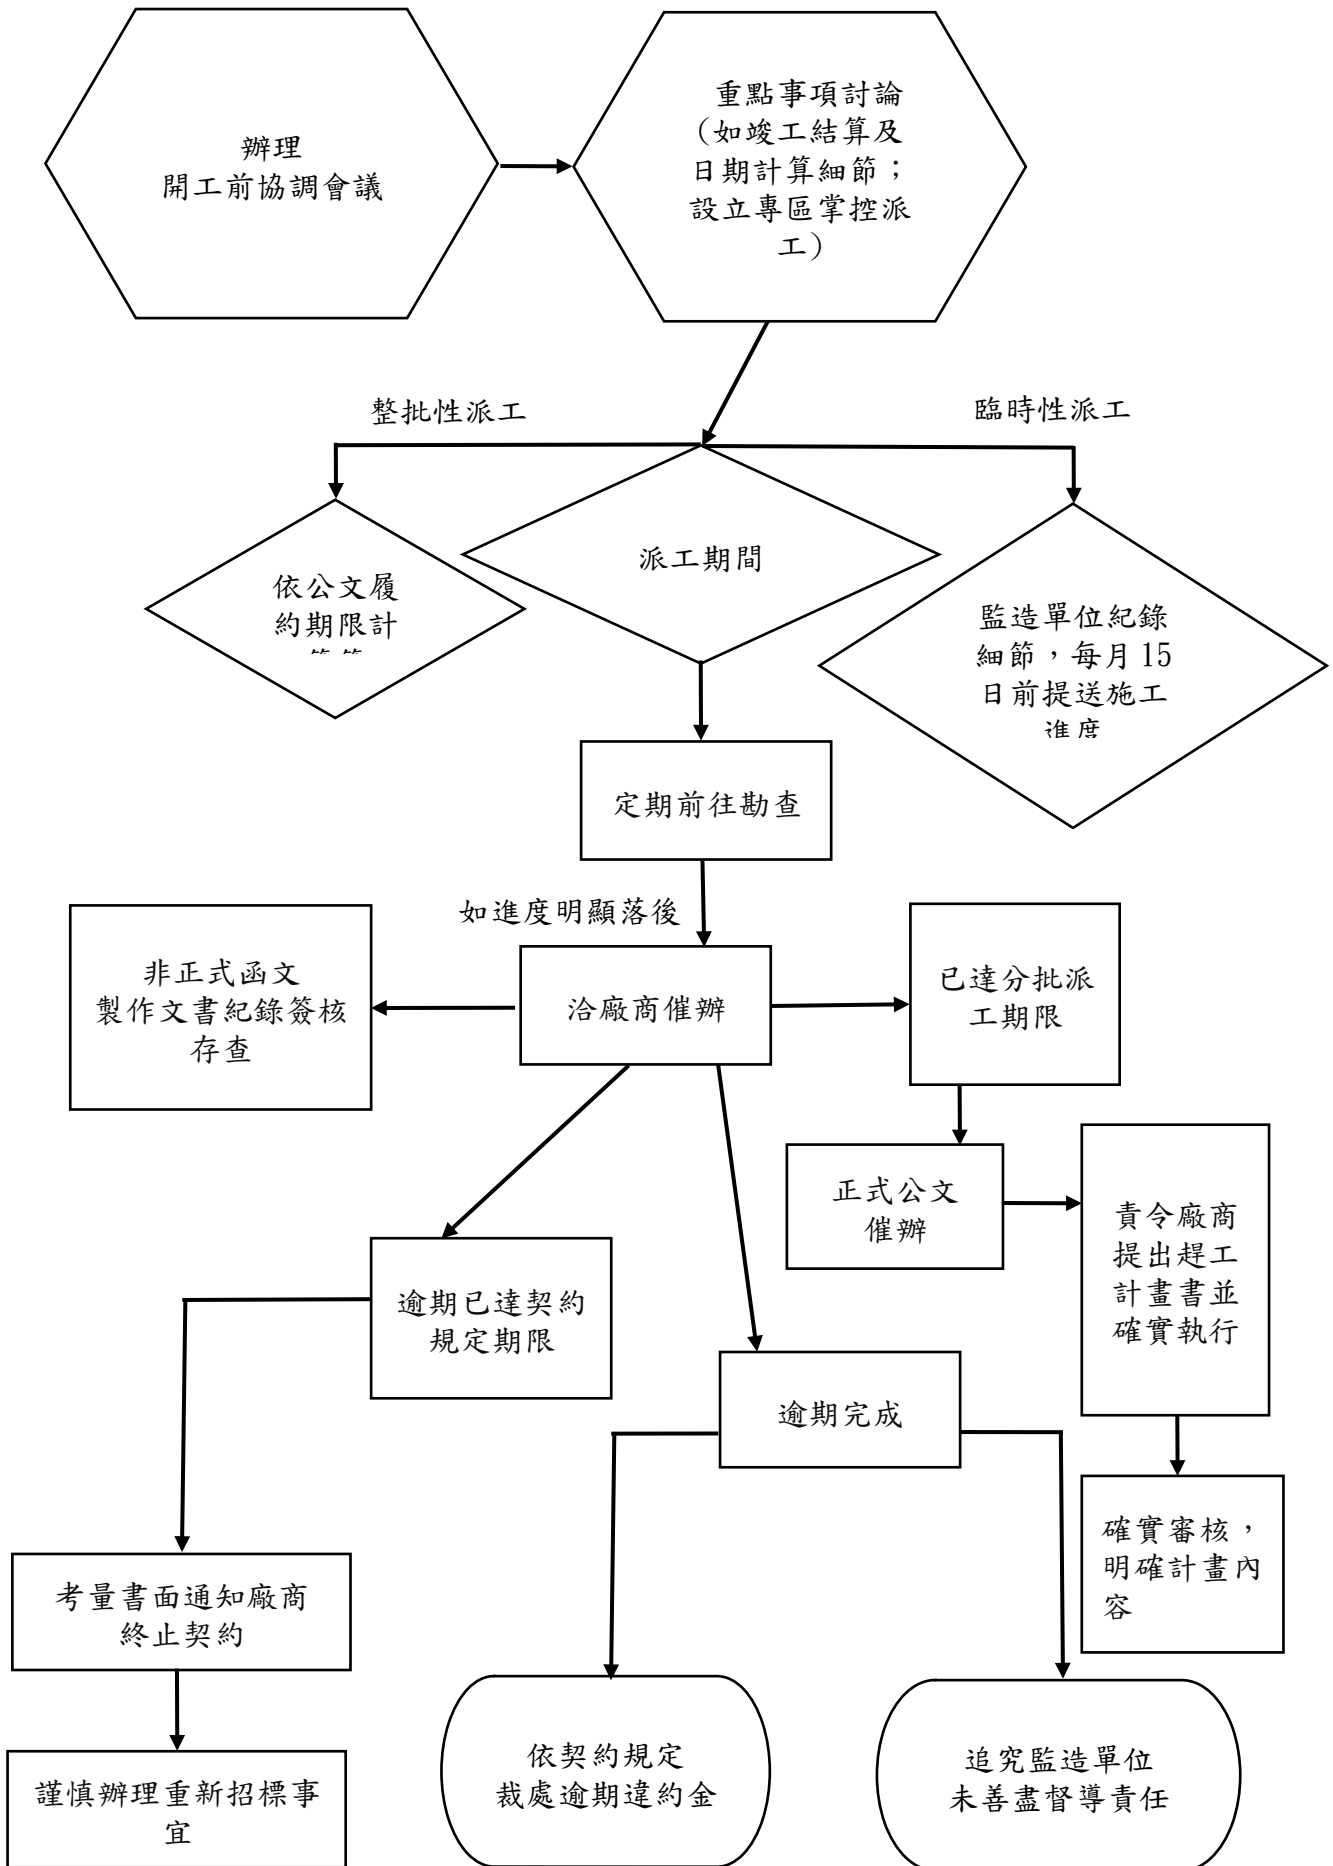 辦理
開工前協調會議
重點事項討論
（如竣工結算及
日期計算細節；
設立專區掌控派
工）
整批性派工
臨時性派工
派工期間
依公文履
約期限計
監造單位紀錄
細節，每月15
日前提送施工
進度
定期前往勘查
如進度明顯落後
非正式函文
製作文書紀錄簽核
存查
洽廠商催辦
已達分批派
工期限
正式公文
催辦
責令廠商
提出趕工
計畫書並
確實執行
逾期已達契約
規定期限
逾期完成
確實審核，
明確計畫內
容
考量書面通知廠商
終止契約
謹慎辦理重新招標事
宜
依契約規定
裁處逾期違約金
追究監造單位
未善盡督導責任